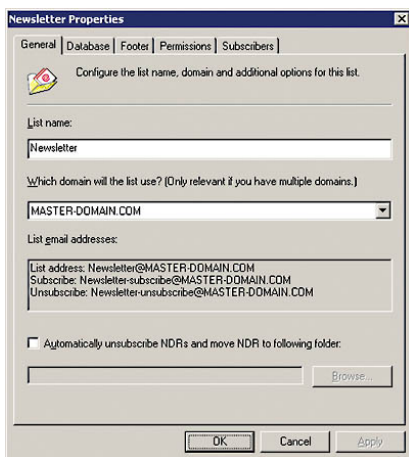 Newsletter Properties
General Database Footer Permissions Subscribers
Configure the list name, domain and additional options for this list.
List name:
Newsletter
Which domain will the list use? (Only relevant if you have multiple domains.)
MASTER-DOMAIN.COM
List email addresses:
List address: Newsletter@MASTER-DOMAIN.COM
Subscribe: Newsletter-subscribe@MASTER-DOMAIN.COM
Unsubscribe: Newsletter-unsubscribe@MASTER-DOMAIN.COM
Automatically unsubscribe NDRs and move NDR to following folder:
Browse...
OK Cancel Apply